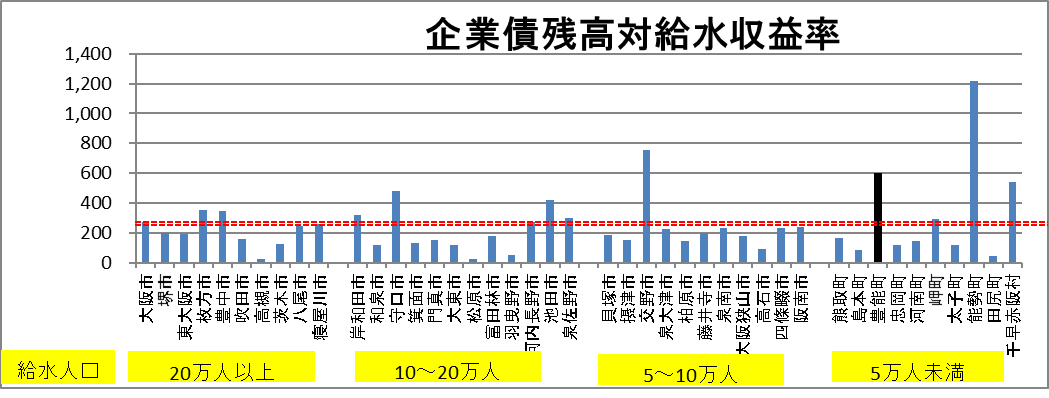 企業債残高対給水収益率
1,400
1,200
1,000
800
600
400
200
0
大阪市
堺市
東大阪市
枚方市
豊中市
吹田市
高槻市
茨木市
八尾市
寝屋川市
岸和田市
和泉市
守口市
箕面市
門真市
大東市
松原市
富田林市
羽曳野市
河内長野市
池田市
泉佐野市
貝塚市
摂津市
交野市
泉大津市
柏原市
藤井寺市
泉南市
大阪狭山市
高石市
四條畷市
阪南市
熊取町
島本町
豊能町
忠岡町
河南町
岬町
太子町
能勢町
田尻町
千早赤阪村
給水人口
20万人以上
10～20万人
5～10万人
5万人未満